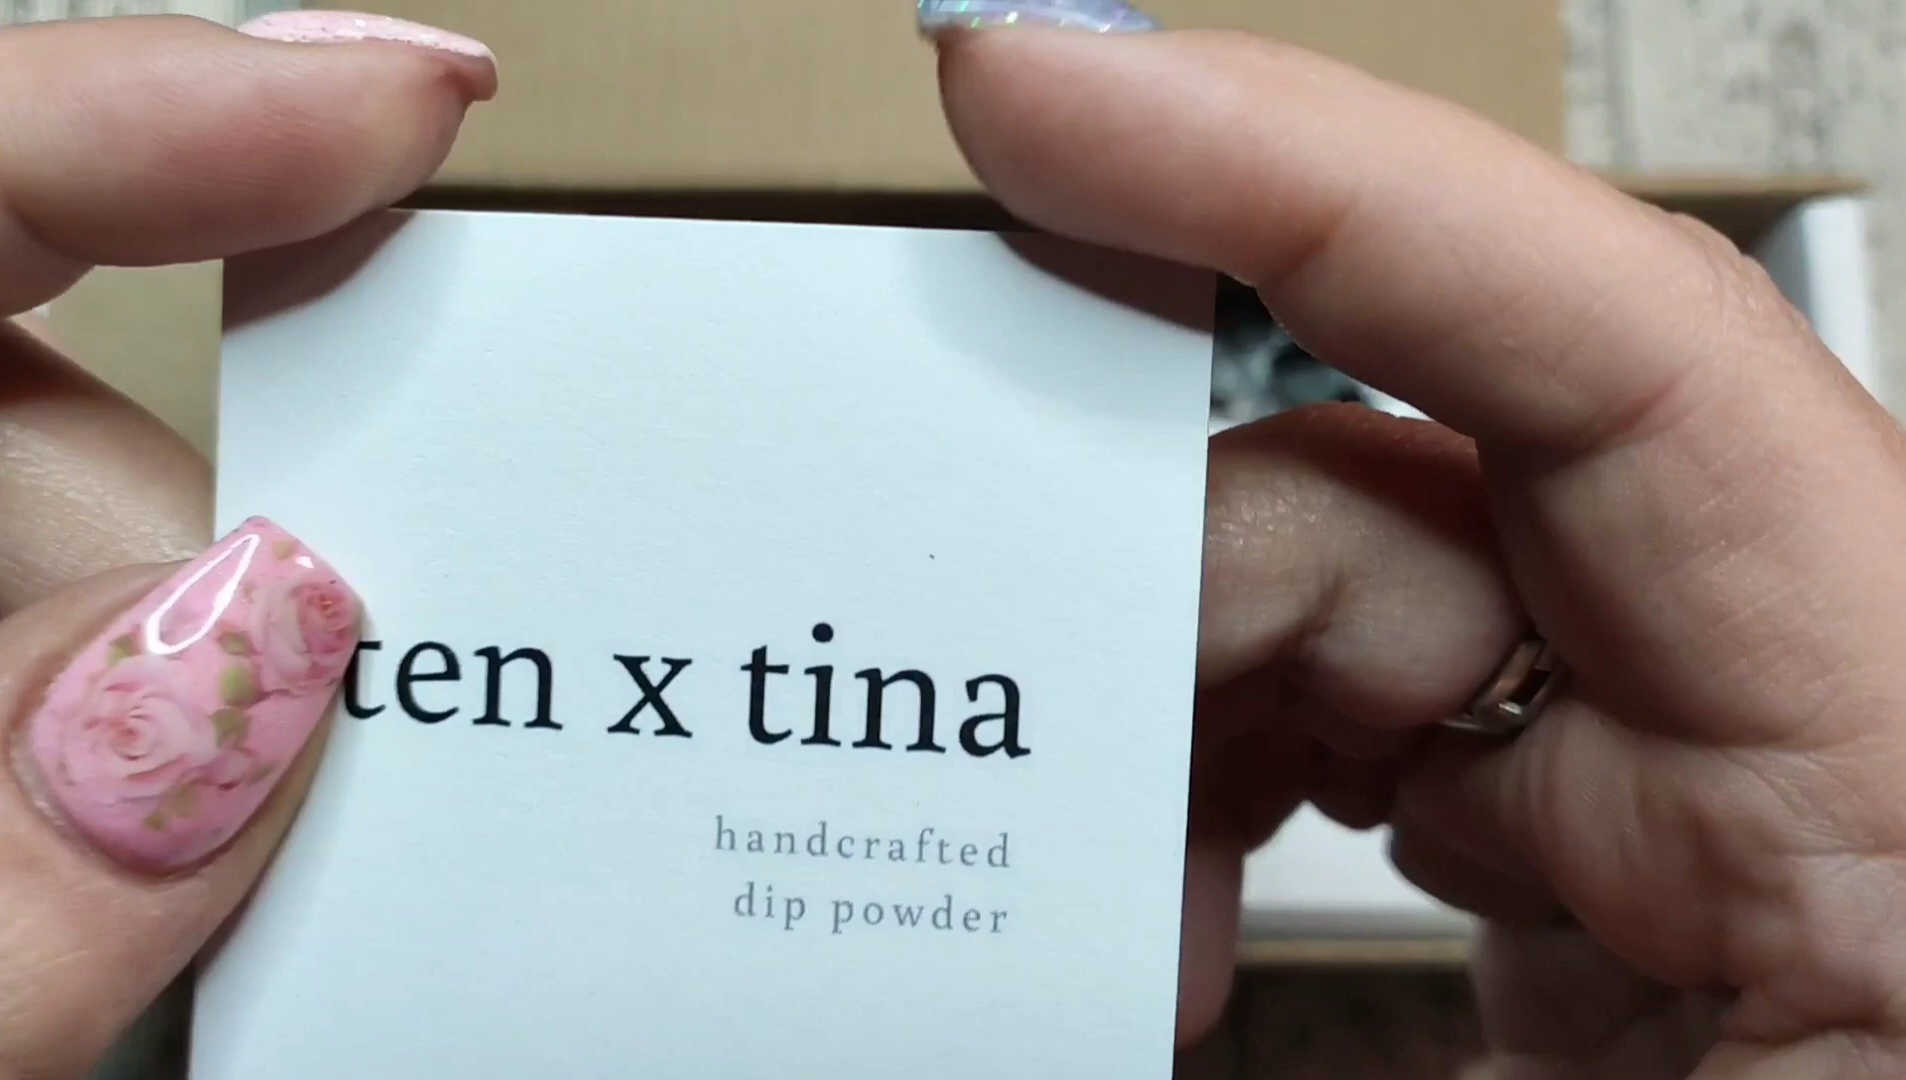 ten x tina
handcrafted
dip powder